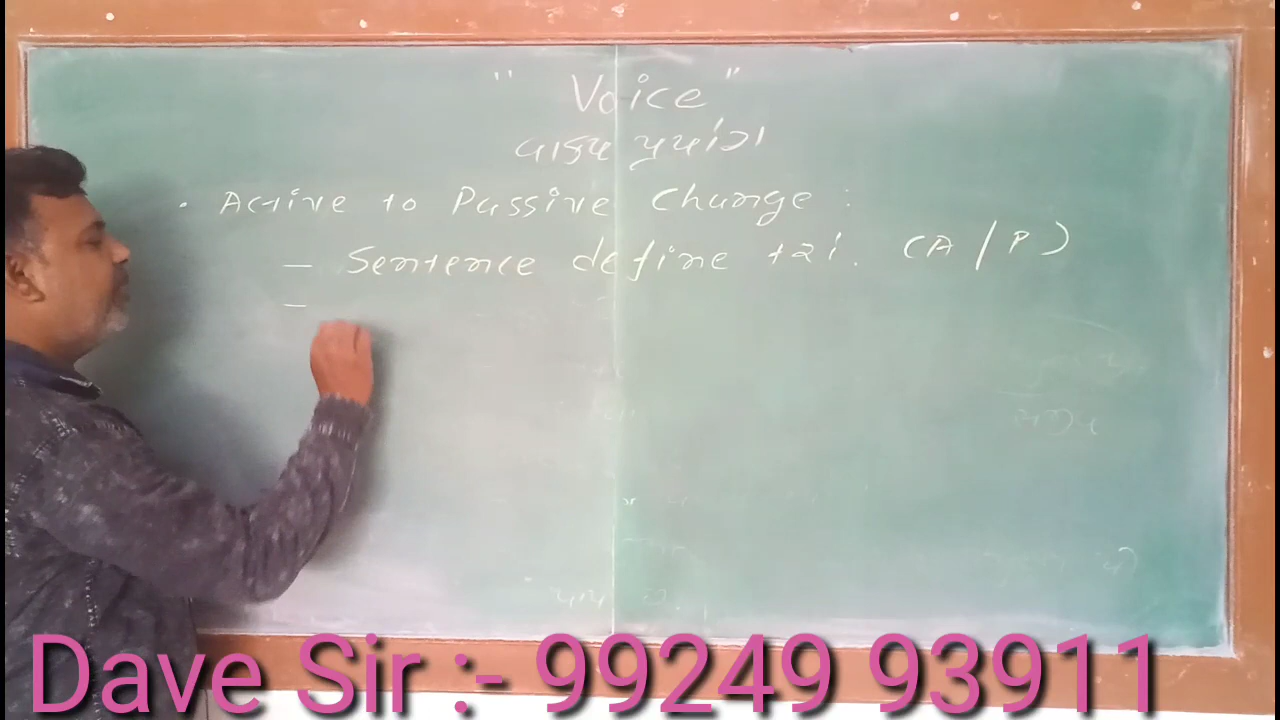 " Voice "
વાક્ય પ્રયોગ
· Active to Passive Change :
– Sentence define કરો. (A / P)
–
Dave Sir :- 99249 93911